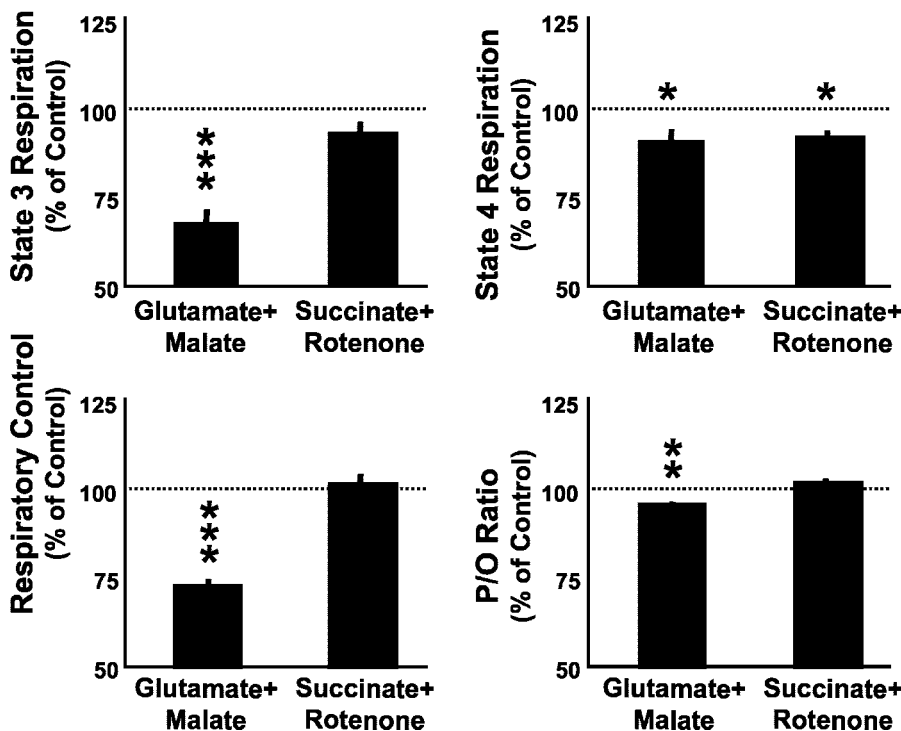 State 3 Respiration
(% of Control)
125
100
75
50
***
Glutamate+
Malate
Succinate+
Rotenone
State 4 Respiration
(% of Control)
125
100
75
50
*
*
Glutamate+
Malate
Succinate+
Rotenone
Respiratory Control
(% of Control)
125
100
75
50
***
Glutamate+
Malate
Succinate+
Rotenone
P/O Ratio
(% of Control)
125
100
75
50
**
Glutamate+
Malate
Succinate+
Rotenone